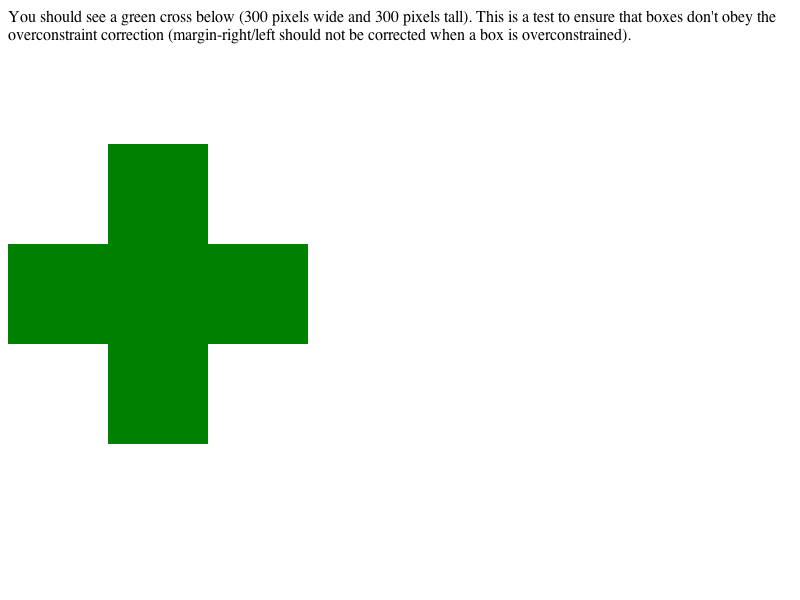 You should see a green cross below (300 pixels wide and 300 pixels tall). This is a test to ensure that boxes don't obey the
overconstraint correction (margin-right/left should not be corrected when a box is overconstrained).